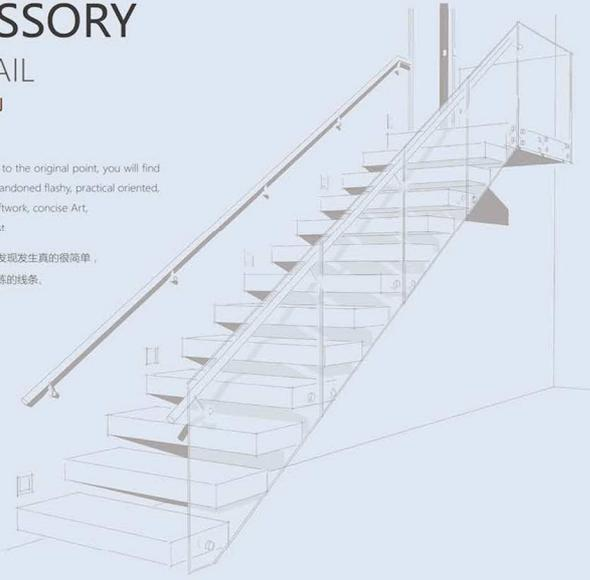 SSORY
AIL
to the original point, you will find
andoned flashy, practical oriented,
ftwork, concise Art,
发现发生真的很简单，
练的线条。